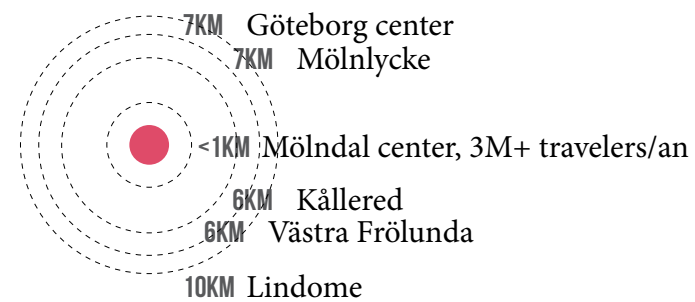 7KM Göteborg center
7KM Mölnlycke
<1KM Mölndal center, 3M+ travelers/an
6KM Kållered
6KM Västra Frölunda
10KM Lindome